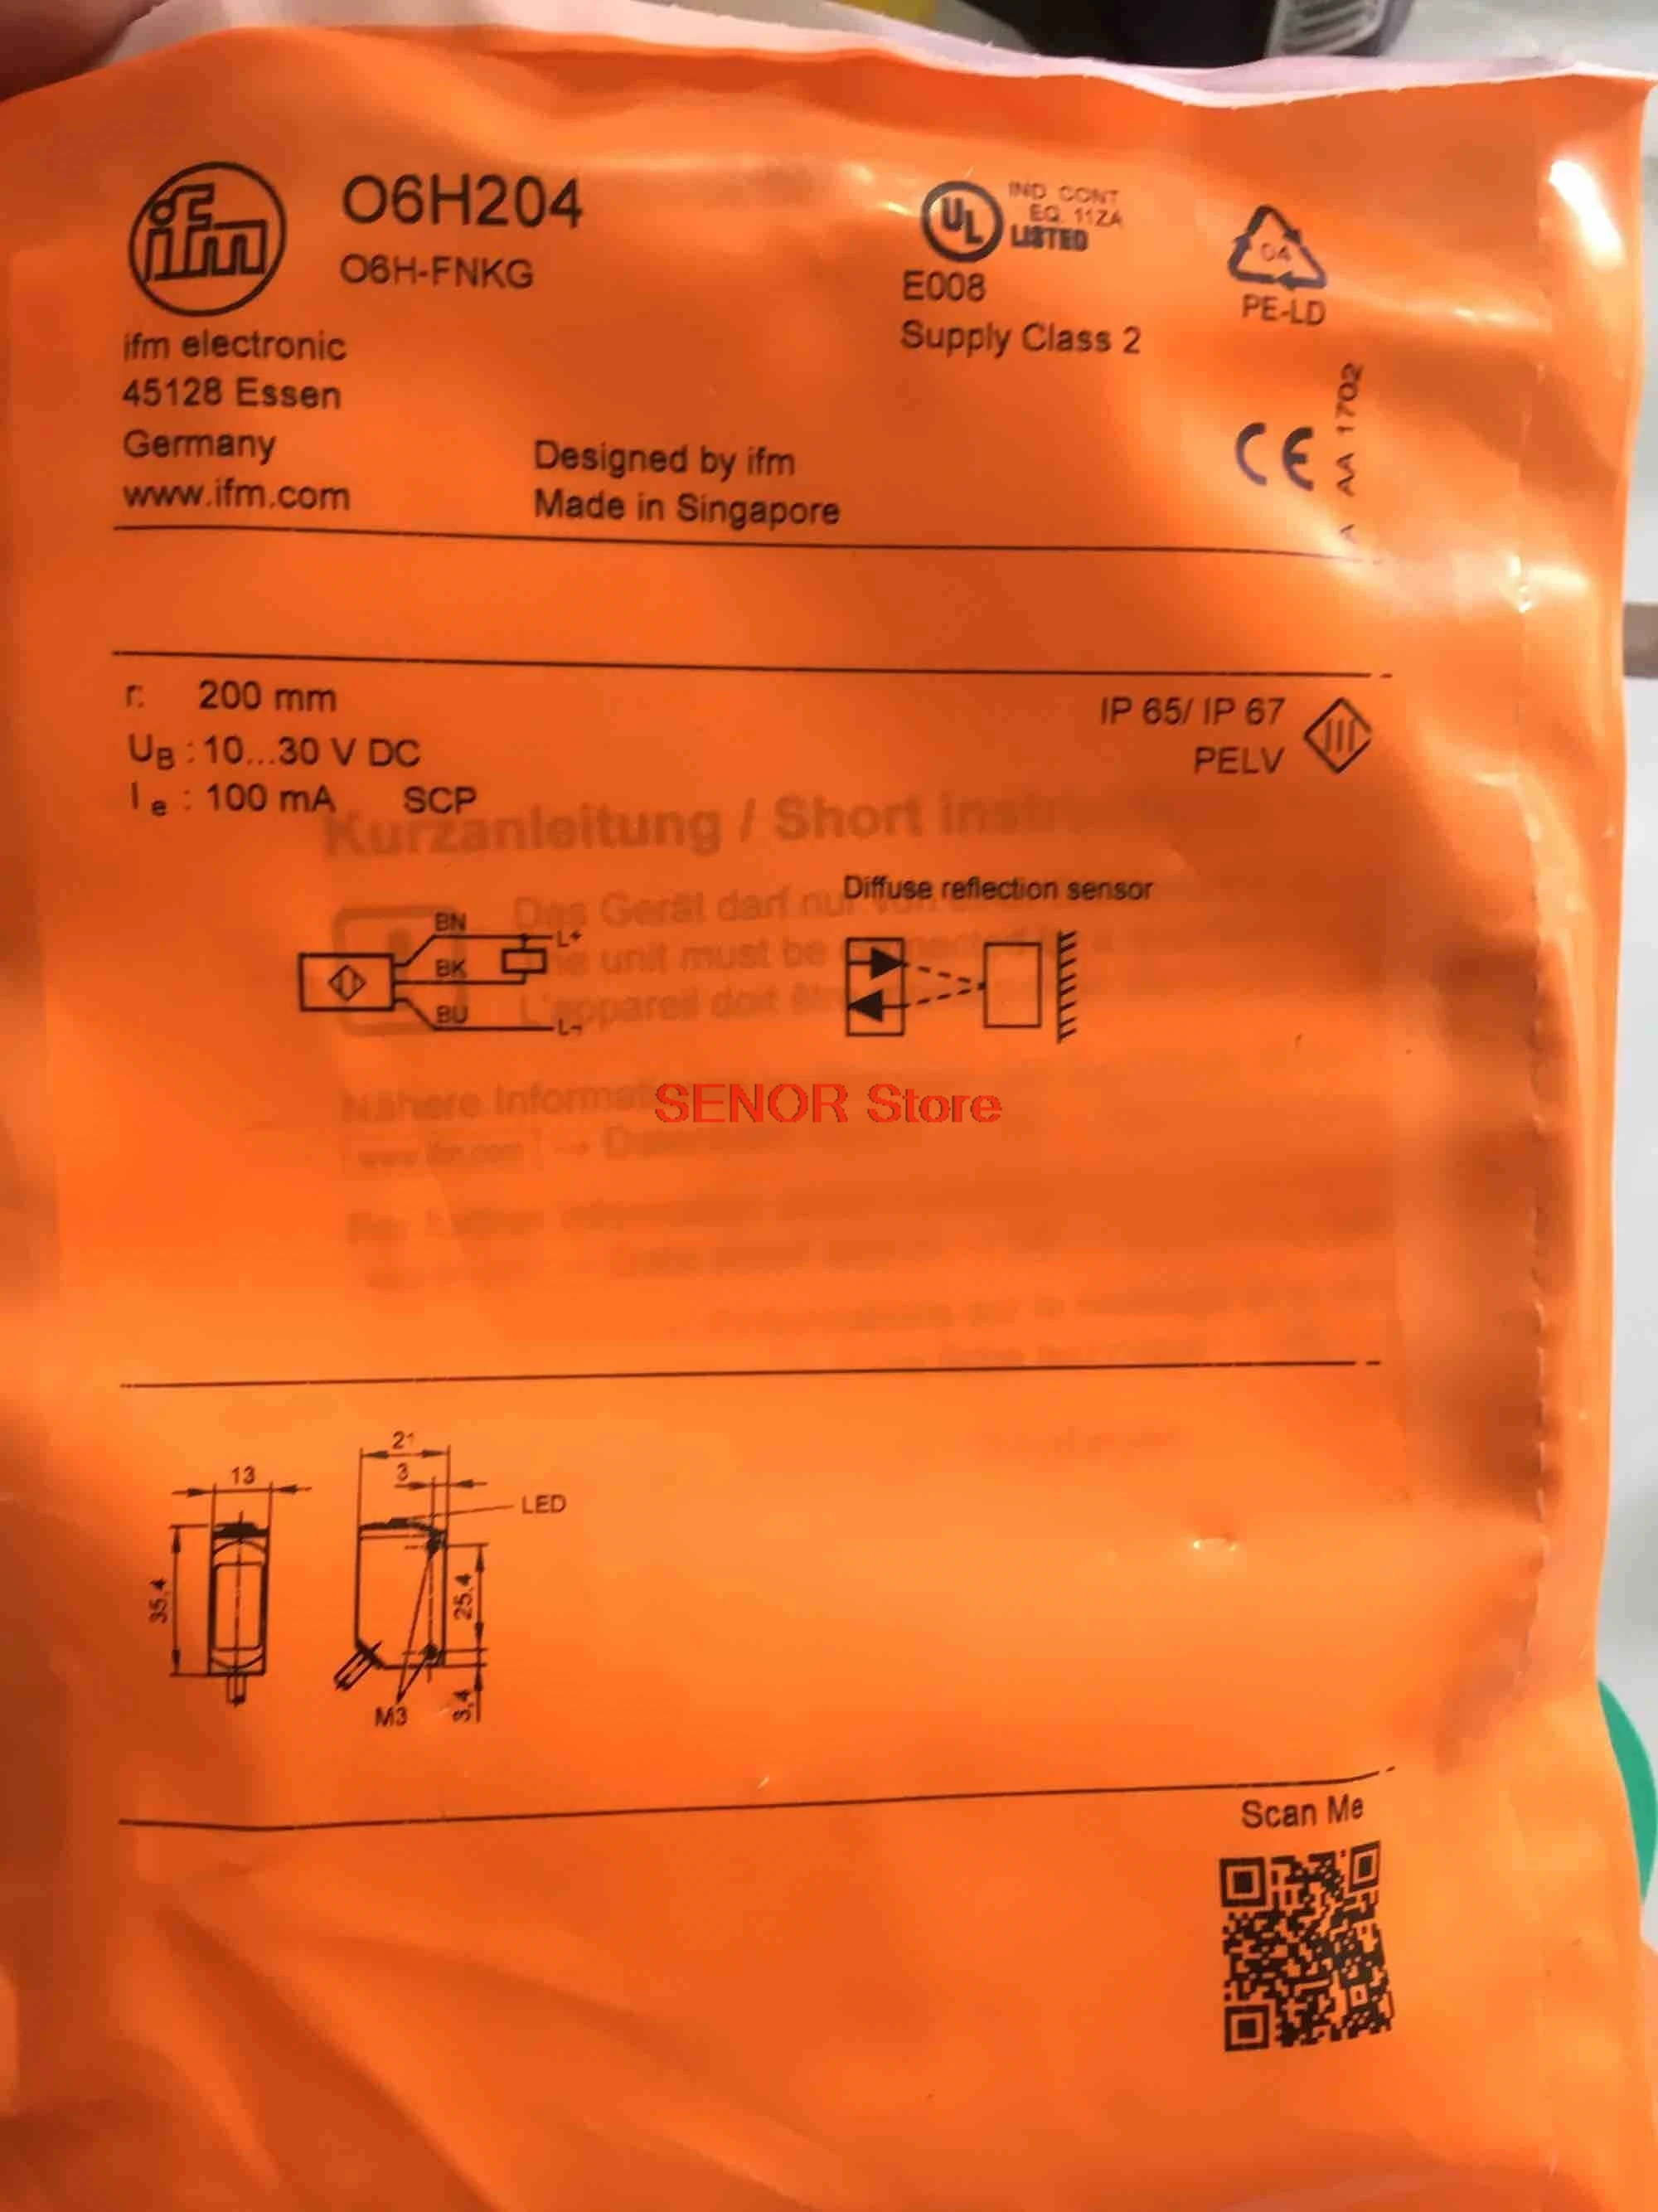 ifm
O6H204
O6H-FNKG
ifm electronic
45128 Essen
Germany
www.ifm.com
Designed by ifm
Made in Singapore
UL
IND CONT
EQ. 11ZA
LISTED
E008
Supply Class 2
04
PE-LD
CE
A AA 1702
r: 200 mm
UB : 10...30 V DC
Ie : 100 mA SCP
IP 65/ IP 67
PELV
III
Kurzanleitung / Short
Das Gerät darf nur
unit must be
L'appareil doit
Diffuse reflection sensor
BN
L+
BK
BU
L-
Nähere
SENOR Store
13
35.4
21
3
LED
25.4
3.4
M3
Scan Me